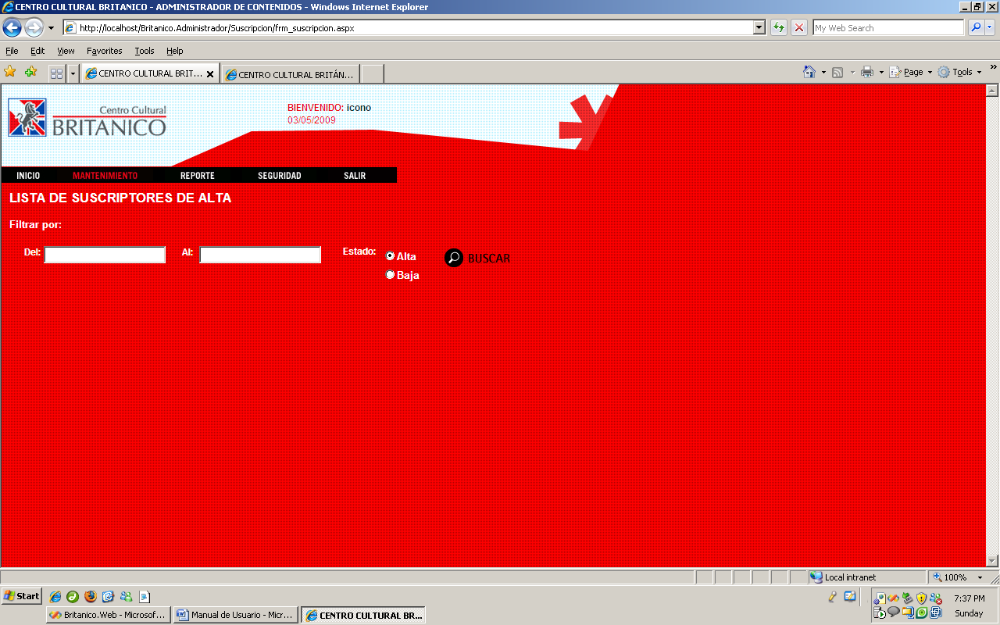 CENTRO CULTURAL BRITANICO - ADMINISTRADOR DE CONTENIDOS - Windows Internet Explorer
http://localhost/Britanico.Administrador/Suscripcion/frm_suscripcion.aspx
My Web Search
File Edit View Favorites Tools Help
CENTRO CULTURAL BRIT... CENTRO CULTURAL BRITÁN... Page Tools
Centro Cultural
BRITANICO
BIENVENIDO: icono
03/05/2009
INICIO MANTENIMIENTO REPORTE SEGURIDAD SALIR
LISTA DE SUSCRIPTORES DE ALTA
Filtrar por:
Del: Al: Estado: Alta BUSCAR
Baja
Local intranet 100%
Start 7:37 PM
Britanico.Web - Microsof... Manual de Usuario - Micr... CENTRO CULTURAL BR... Sunday